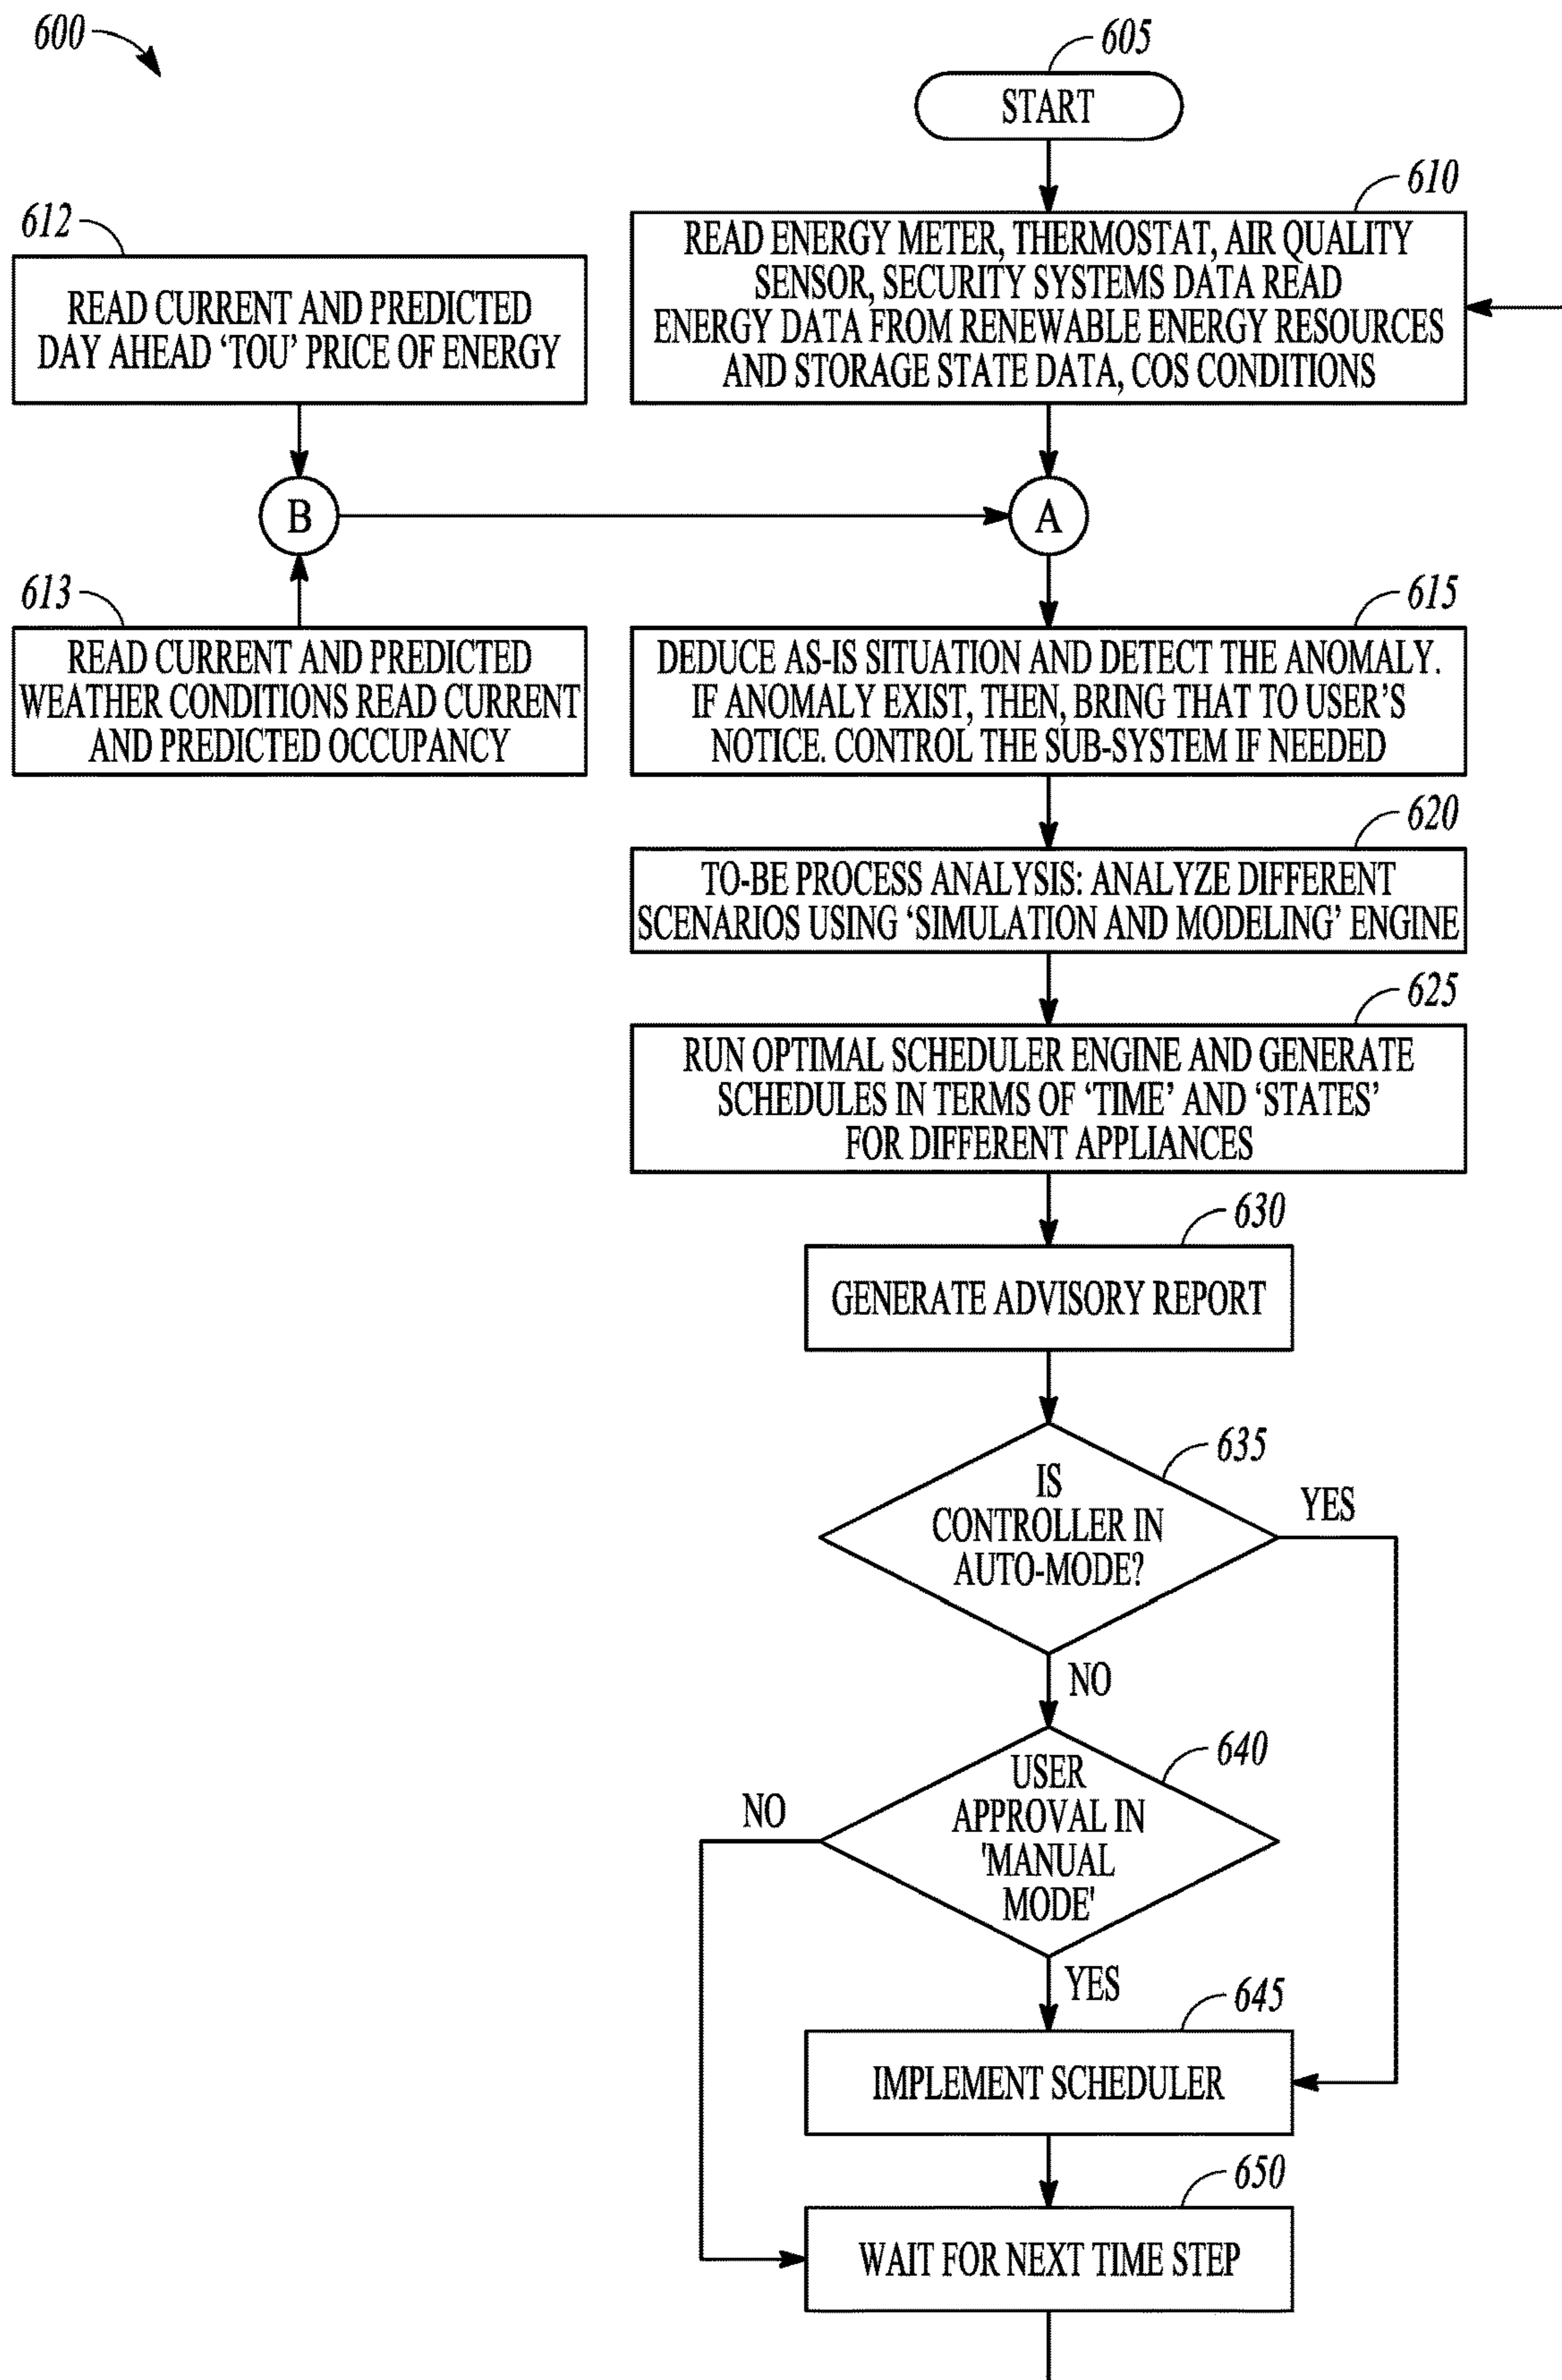 600
605
START
610
READ ENERGY METER, THERMOSTAT, AIR QUALITY
SENSOR, SECURITY SYSTEMS DATA READ
ENERGY DATA FROM RENEWABLE ENERGY RESOURCES
AND STORAGE STATE DATA, COS CONDITIONS
612
READ CURRENT AND PREDICTED
DAY AHEAD ‘TOU’ PRICE OF ENERGY
B
A
613
READ CURRENT AND PREDICTED
WEATHER CONDITIONS READ CURRENT
AND PREDICTED OCCUPANCY
615
DEDUCE AS-IS SITUATION AND DETECT THE ANOMALY.
IF ANOMALY EXIST, THEN, BRING THAT TO USER’S
NOTICE. CONTROL THE SUB-SYSTEM IF NEEDED
620
TO-BE PROCESS ANALYSIS: ANALYZE DIFFERENT
SCENARIOS USING ‘SIMULATION AND MODELING’ ENGINE
625
RUN OPTIMAL SCHEDULER ENGINE AND GENERATE
SCHEDULES IN TERMS OF ‘TIME’ AND ‘STATES’
FOR DIFFERENT APPLIANCES
630
GENERATE ADVISORY REPORT
635
IS
CONTROLLER IN
AUTO-MODE?
YES
NO
640
USER
APPROVAL IN
'MANUAL
MODE'
NO
YES
645
IMPLEMENT SCHEDULER
650
WAIT FOR NEXT TIME STEP